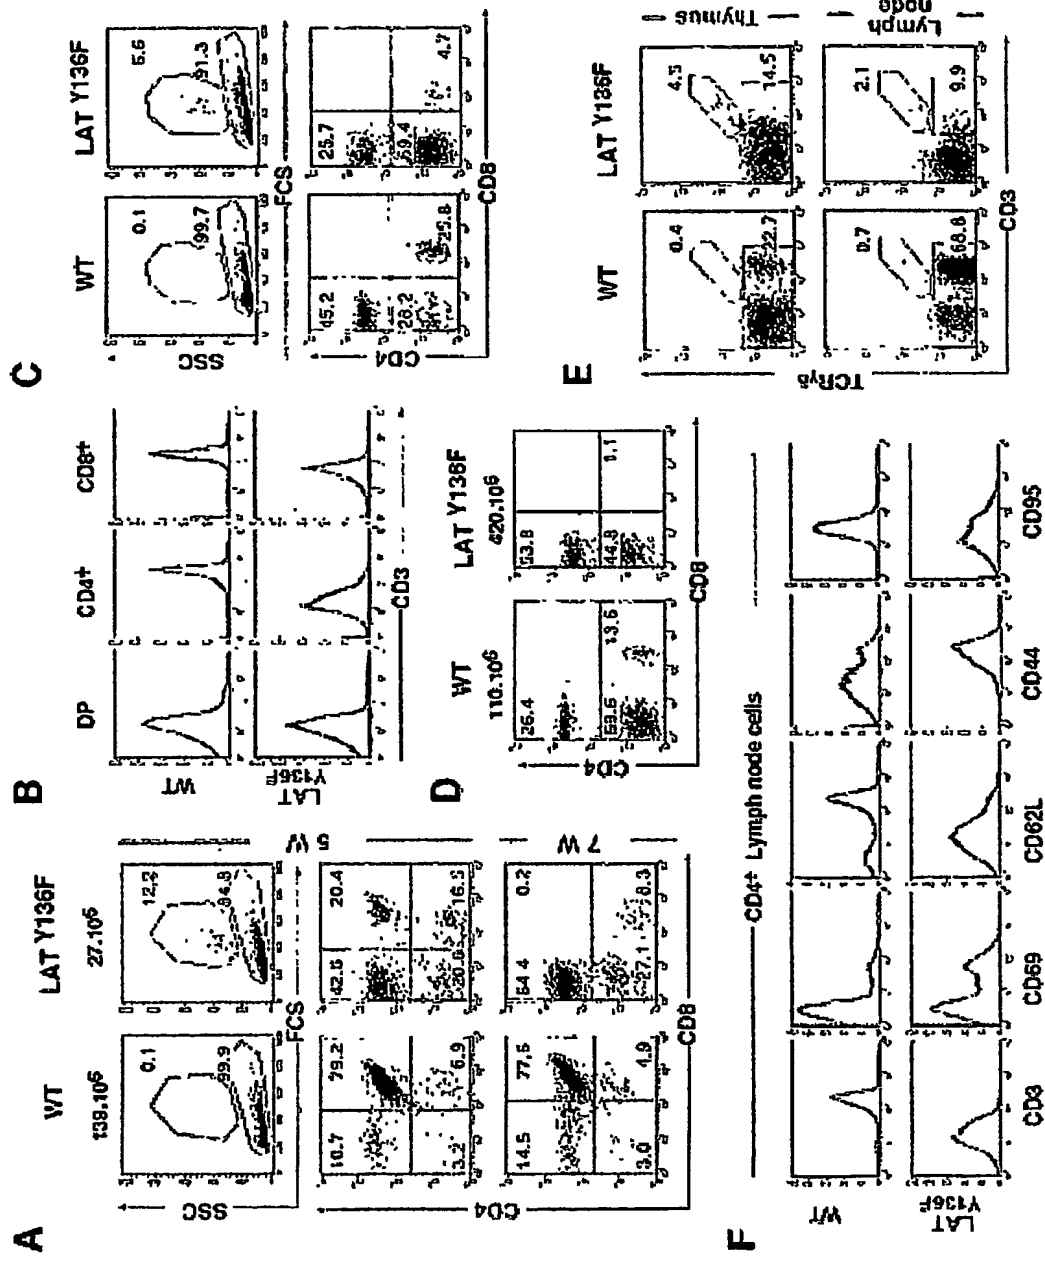 A
WT
LAT Y136F
139.10⁶
27.10⁶
0.1
99.9
12.2
84.8
SSC
FCS
10.7
79.2
3.2
6.9
42.6
20.4
16.5
5 W
14.5
77.5
3.0
4.9
54.4
0.2
27.1
8.3
7 W
CD4
CD8
B
DP
CD4+
CD8+
WT
LAT
Y136F
CD3
C
WT
LAT Y136F
0.1
99.7
5.6
91.3
SSC
FCS
45.2
28.2
25.8
25.7
69.4
4.7
CD4
CD8
D
WT
LAT Y136F
110.10⁶
420.10⁶
26.4
13.6
53.8
44.8
0.1
CD4
CD8
E
WT
LAT Y136F
0.4
22.7
4.5
14.5
Thymus
0.7
68.8
2.1
9.9
Lymph
node
TCRγδ
CD3
F
CD4+ Lymph node cells
WT
LAT
Y136F
CD3
CD69
CD62L
CD44
CD95